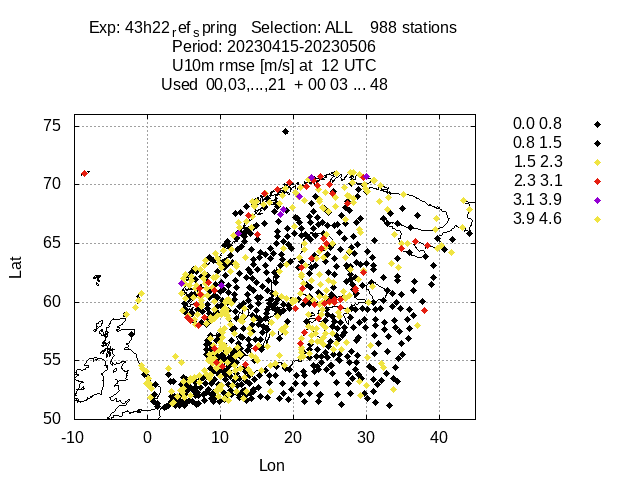 Exp: 43h22refspring Selection: ALL 988 stations
Period: 20230415-20230506
U10m rmse [m/s] at 12 UTC
Used 00,03,...,21 + 00 03 ... 48
0.0 0.8
0.8 1.5
1.5 2.3
2.3 3.1
3.1 3.9
3.9 4.6
75
70
65
60
55
50
Lat
-10 0 10 20 30 40
Lon